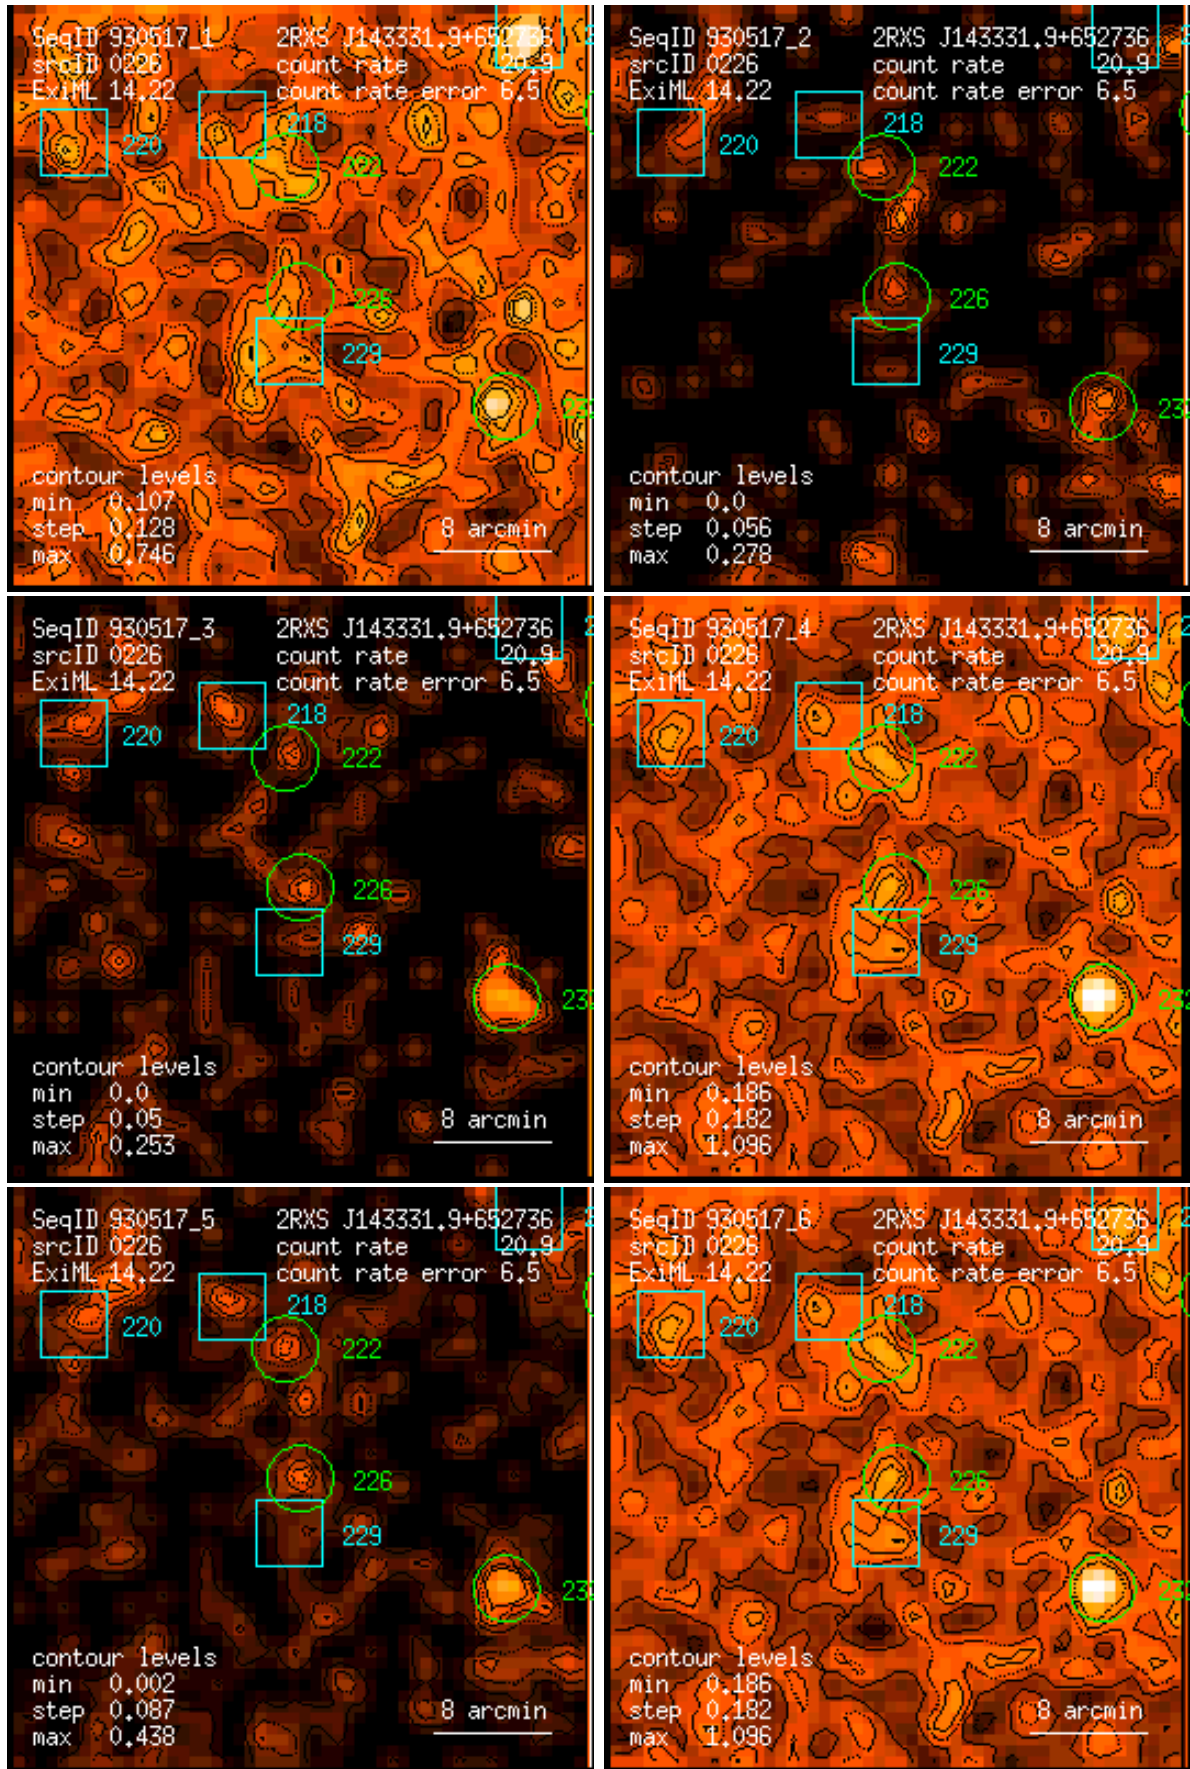 SeqID 930517_1 2RXS J143331.9+652736
srcID 0226 count rate 20.9
ExiML 14.22 count rate error 6.5
218
220
222
226
229
contour levels
min 0.107
step 0.128
max 0.746
8 arcmin
SeqID 930517_2 2RXS J143331.9+652736
srcID 0226 count rate 20.9
ExiML 14.22 count rate error 6.5
218
220
222
226
229
contour levels
min 0.0
step 0.056
max 0.278
8 arcmin
SeqID 930517_3 2RXS J143331.9+652736
srcID 0226 count rate 20.9
ExiML 14.22 count rate error 6.5
218
220
222
226
229
contour levels
min 0.0
step 0.05
max 0.253
8 arcmin
SeqID 930517_4 2RXS J143331.9+652736
srcID 0226 count rate 20.9
ExiML 14.22 count rate error 6.5
218
220
222
226
229
contour levels
min 0.186
step 0.182
max 1.096
8 arcmin
SeqID 930517_5 2RXS J143331.9+652736
srcID 0226 count rate 20.9
ExiML 14.22 count rate error 6.5
218
220
222
226
229
contour levels
min 0.002
step 0.087
max 0.438
8 arcmin
SeqID 930517_6 2RXS J143331.9+652736
srcID 0226 count rate 20.9
ExiML 14.22 count rate error 6.5
218
220
222
226
229
contour levels
min 0.186
step 0.182
max 1.096
8 arcmin